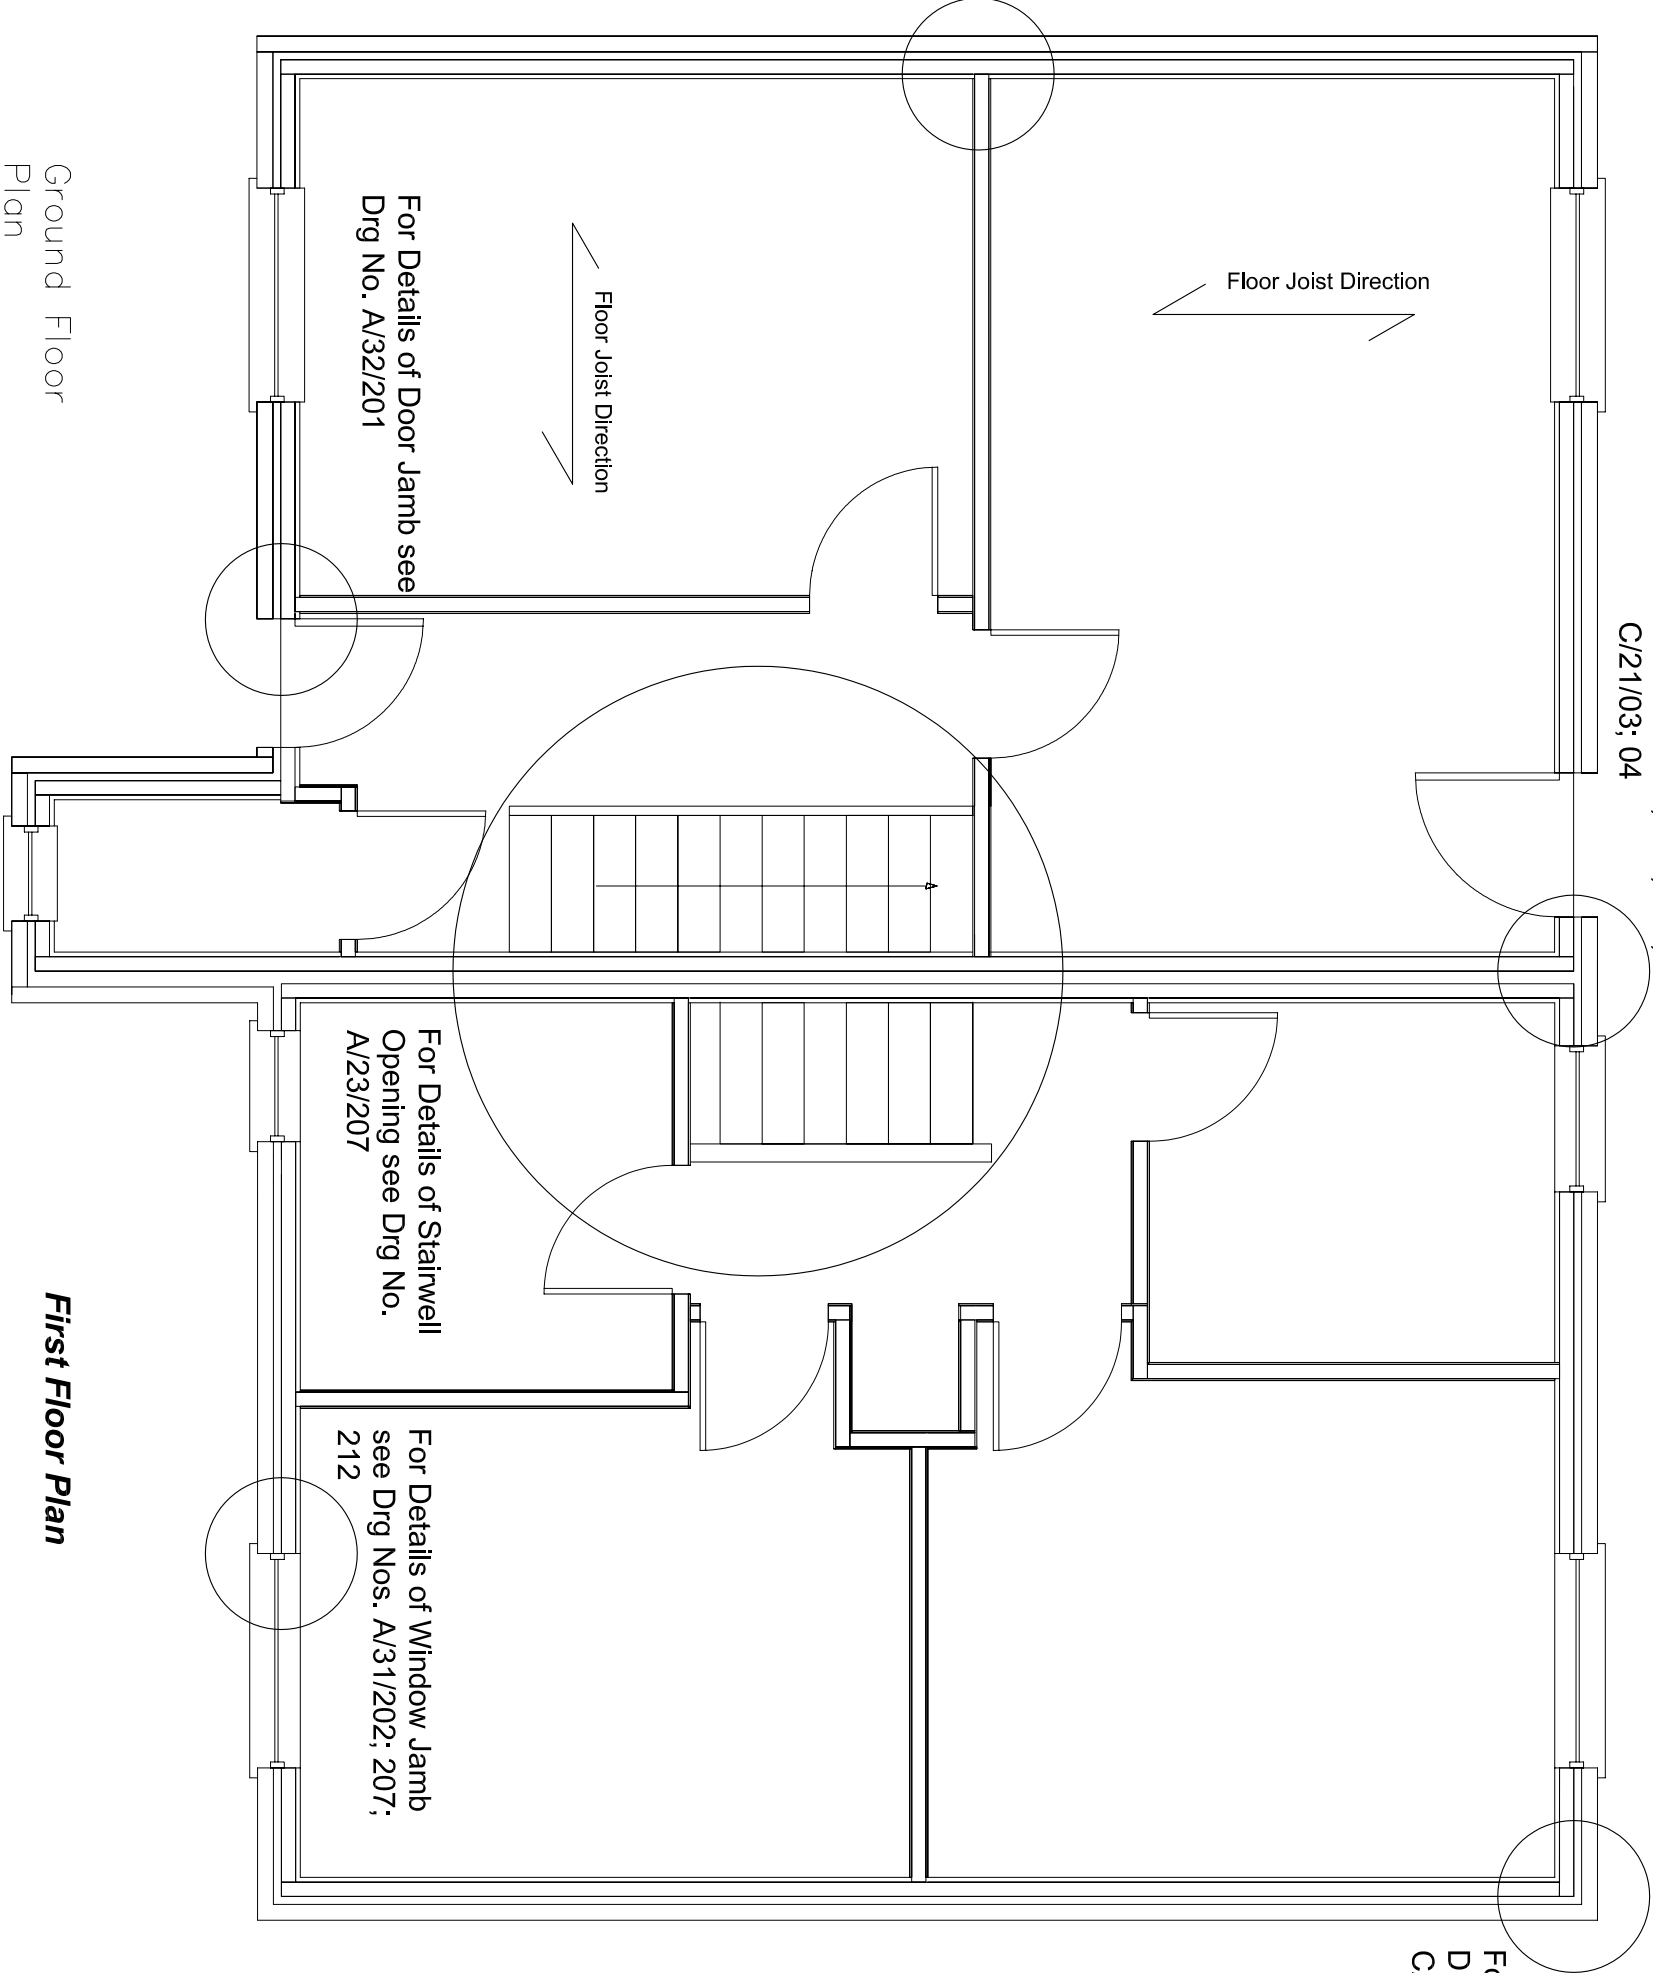 C/21/03; 04
Floor Joist Direction
Floor Joist Direction
For Details of Door Jamb see
Drg No. A/32/201
For Details of Stairwell
Opening see Drg No.
A/23/207
For Details of Window Jamb
see Drg Nos. A/31/202; 207;
212
Ground Floor
Plan
First Floor Plan